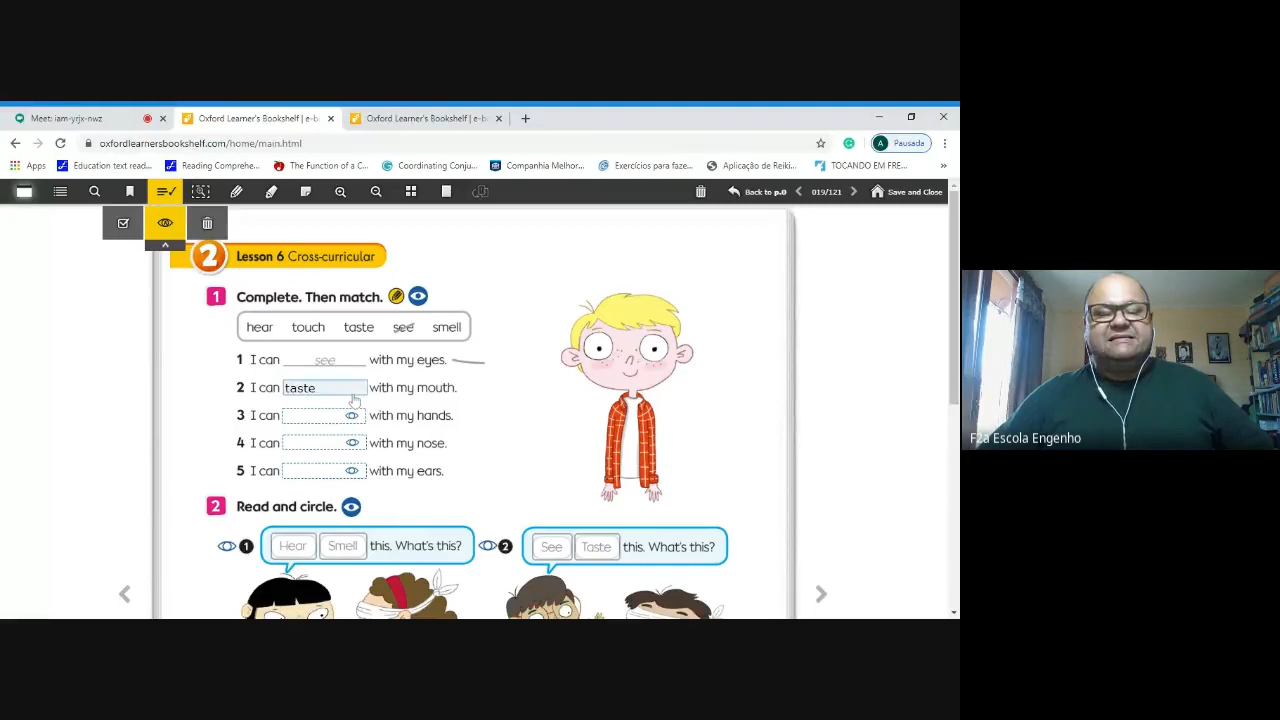 Meet: iam-yrjx-nwz
Oxford Learner's Bookshelf | e-b
Oxford Learner's Bookshelf | e-b
oxfordlearnersbookshelf.com/home/main.html
A Pausada
Apps
Education text read...
Reading Comprehe...
The Function of a C...
Coordinating Conju...
Companhia Melhor...
Exercícios para faze...
Aplicação de Reiki...
TOCANDO EM FRE...
»
Back to p.0
019/121
Save and Close
2
Lesson 6 Cross-curricular
1 Complete. Then match.
hear touch taste see smell
1 I can see with my eyes.
2 I can taste with my mouth.
3 I can with my hands.
4 I can with my nose.
5 I can with my ears.
2 Read and circle.
1 Hear Smell this. What's this?
2 See Taste this. What's this?
F2a Escola Engenho